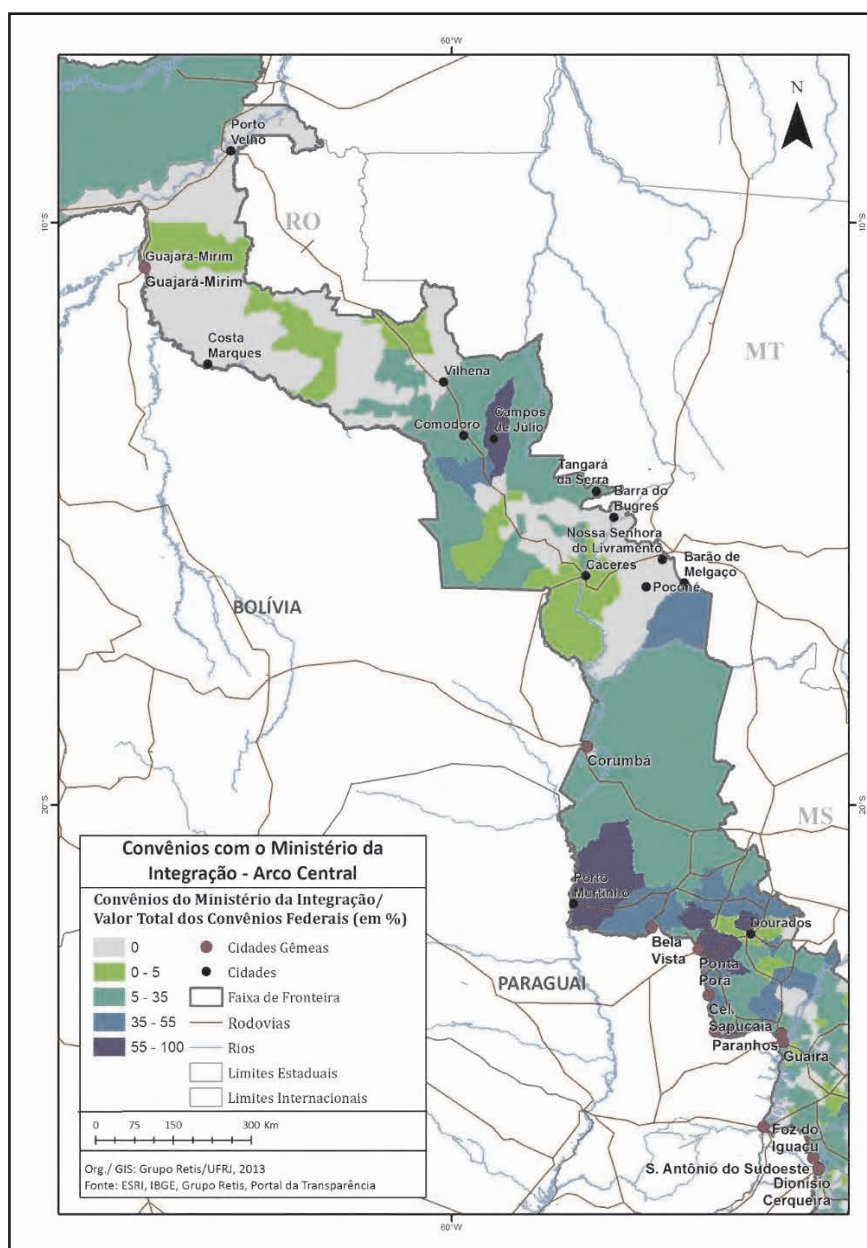 60°W
N
Porto
Velho
RO
10°S
10°S
Guajará-Mirim
Guajará-Mirim
MT
Costa
Marques
Vilhena
Comodoro
Campos
de Júlio
Tangará
da Serra
Barra do
Bugres
Nossa Senhora
do Livramento
Cáceres
Barão de
Melgaço
Poconé
BOLÍVIA
Corumbá
20°S
20°S
MS
Porto
Murtinho
Dourados
Bela
Vista
Ponta
Porã
PARAGUAI
Cel.
Sapucaia
Paranhos
Guaíra
Foz do
Iguaçu
S. Antônio do Sudoeste
Dionísio
Cerqueira
Convênios com o Ministério da
Integração - Arco Central
Convênios do Ministério da Integração/
Valor Total dos Convênios Federais (em %)
0
0 - 5
5 - 35
35 - 55
55 - 100
Cidades Gêmeas
Cidades
Faixa de Fronteira
Rodovias
Rios
Limites Estaduais
Limites Internacionais
0 75 150 300 Km
Org./ GIS: Grupo Retis/UFRJ, 2013
Fonte: ESRI, IBGE, Grupo Retis, Portal da Transparência
60°W